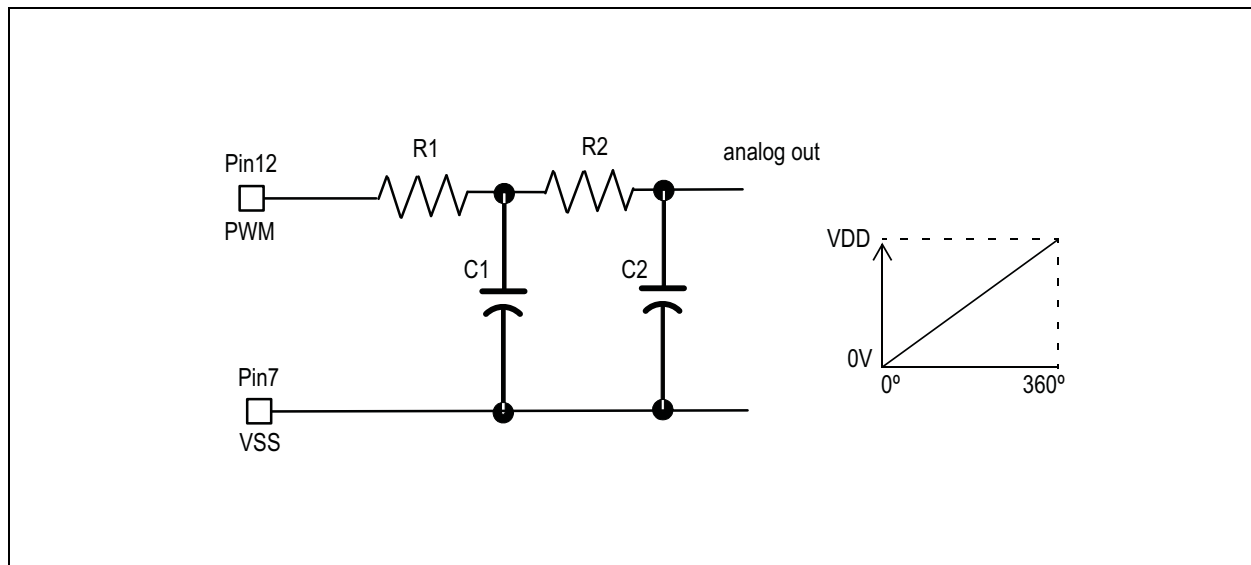 R1
R2
analog out
Pin12
PWM
C1
C2
VDD
0V
0º
360º
Pin7
VSS